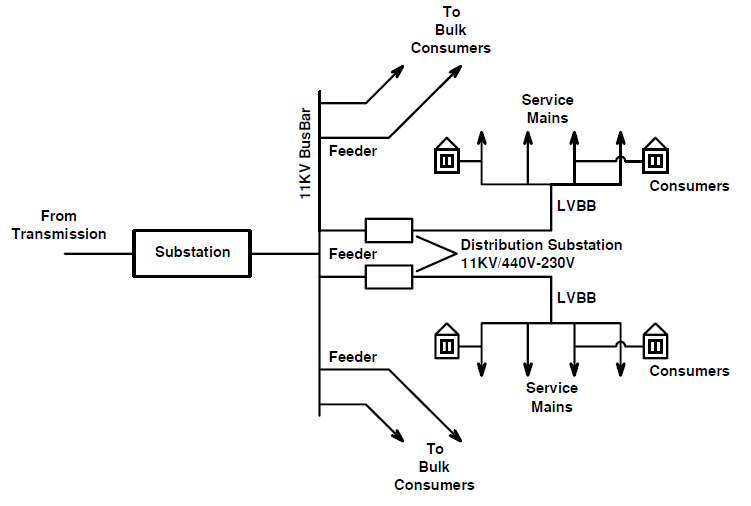 To
Bulk
Consumers
Service
Mains
11KV BusBar
Feeder
Consumers
LVBB
From
Transmission
Substation
Feeder
Distribution Substation
11KV/440V-230V
LVBB
Feeder
Consumers
Service
Mains
To
Bulk
Consumers